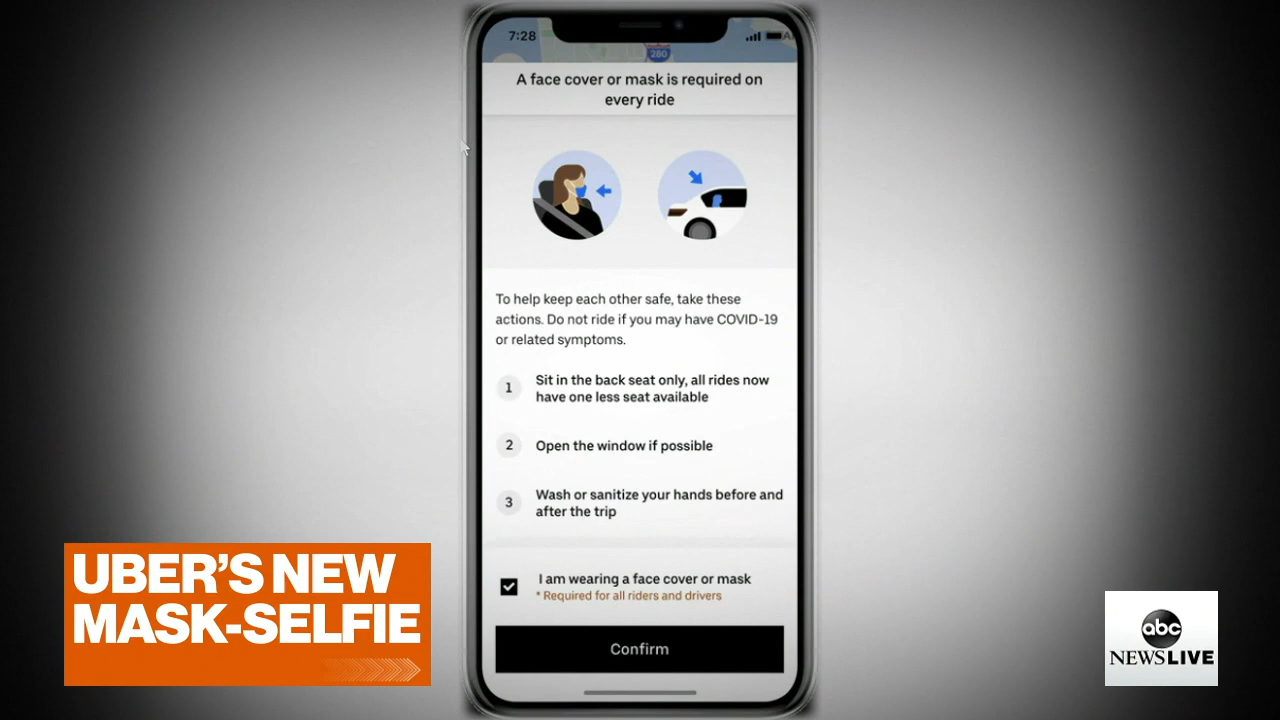 7:28
280
A face cover or mask is required on
every ride
To help keep each other safe, take these
actions. Do not ride if you may have COVID-19
or related symptoms.
1
Sit in the back seat only, all rides now
have one less seat available
2
Open the window if possible
3
Wash or sanitize your hands before and
after the trip
I am wearing a face cover or mask
* Required for all riders and drivers
Confirm
UBER'S NEW
MASK-SELFIE
abc
NEWSLIVE